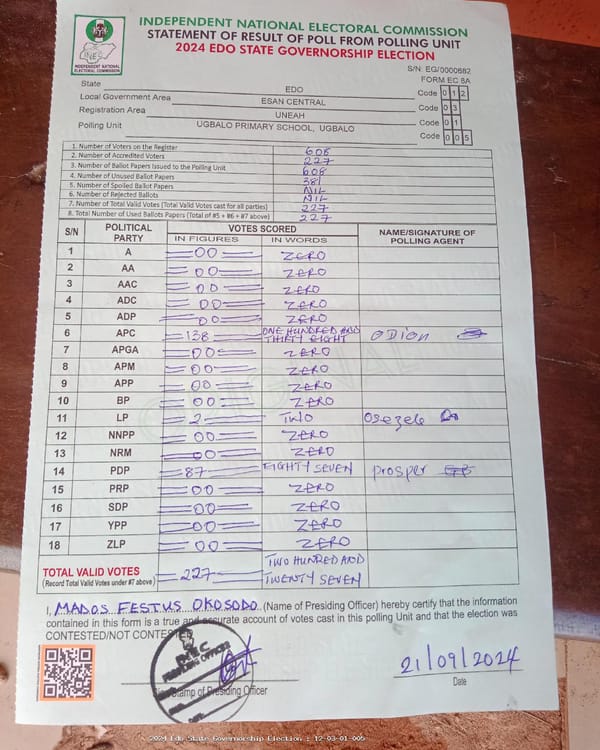 INDEPENDENT NATIONAL ELECTORAL COMMISSION
STATEMENT OF RESULT OF POLL FROM POLLING UNIT
2024 EDO STATE GOVERNORSHIP ELECTION
INEC
INDEPENDENT NATIONAL
ELECTORAL COMMISSION
S/N: EG/0000682
FORM EC 8A
State EDO Code 0 1 2
Local Government Area ESAN CENTRAL Code 0 3
Registration Area UNEAH Code 0 1
Polling Unit UGBALO PRIMARY SCHOOL, UGBALO Code 0 0 5
1. Number of Voters on the Register 608
2. Number of Accredited Voters 227
3. Number of Ballot Papers Issued to the Polling Unit 608
4. Number of Unused Ballot Papers 381
5. Number of Spoiled Ballot Papers NIL
6. Number of Rejected Ballots NIL
7. Number of Total Valid Votes (Total Valid Votes cast for all parties) 227
8. Total Number of Used Ballots Papers (Total of #5 + #6 + #7 above) 227
S/N POLITICAL PARTY VOTES SCORED NAME/SIGNATURE OF POLLING AGENT
IN FIGURES IN WORDS
1 A 00 ZERO
2 AA 00 ZERO
3 AAC 00 ZERO
4 ADC 00 ZERO
5 ADP 00 ZERO
6 APC 138 ONE HUNDRED AND THIRTY EIGHT ODION
7 APGA 00 ZERO
8 APM 00 ZERO
9 APP 00 ZERO
10 BP 00 ZERO
11 LP 2 TWO Osezele
12 NNPP 00 ZERO
13 NRM 00 ZERO
14 PDP 87 EIGHTY SEVEN prosper
15 PRP 00 ZERO
16 SDP 00 ZERO
17 YPP 00 ZERO
18 ZLP 00 ZERO
TOTAL VALID VOTES 227 TWO HUNDRED AND
(Record Total Valid Votes under #7 above) TWENTY SEVEN
I, MADOS FESTUS OKOSODO (Name of Presiding Officer) hereby certify that the information
contained in this form is a true and accurate account of votes cast in this polling Unit and that the election was
CONTESTED/NOT CONTESTED
INEC
PRESIDING OFFICER
21/09/2024
Sign/Stamp of Presiding Officer Date
2024 Edo State Governorship Election : 12-03-01-005